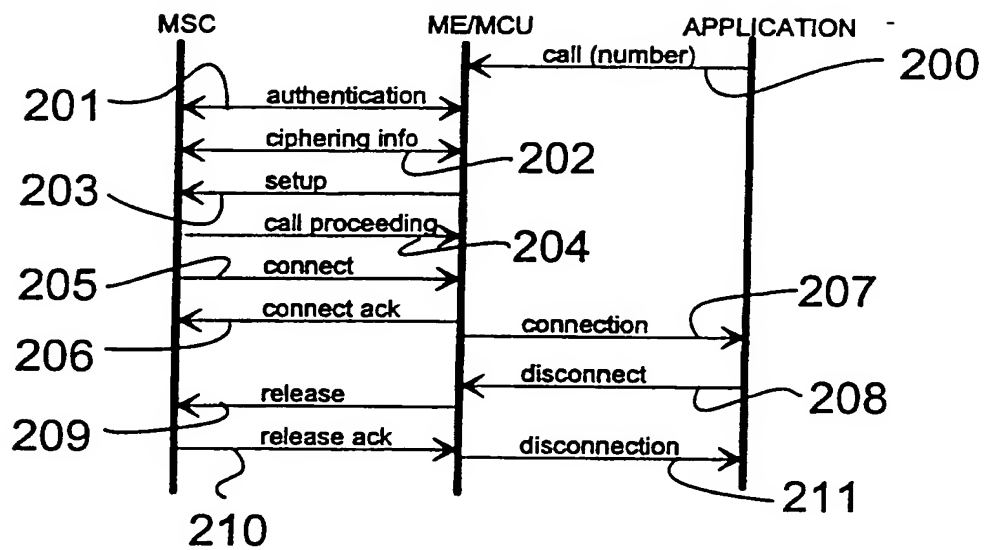 MSC ME/MCU APPLICATION
call (number) 200
201 authentication
ciphering info 202
203 setup
call proceeding 204
205 connect
connect ack 207
206 connection
disconnect 208
release
209 release ack disconnection
210 211